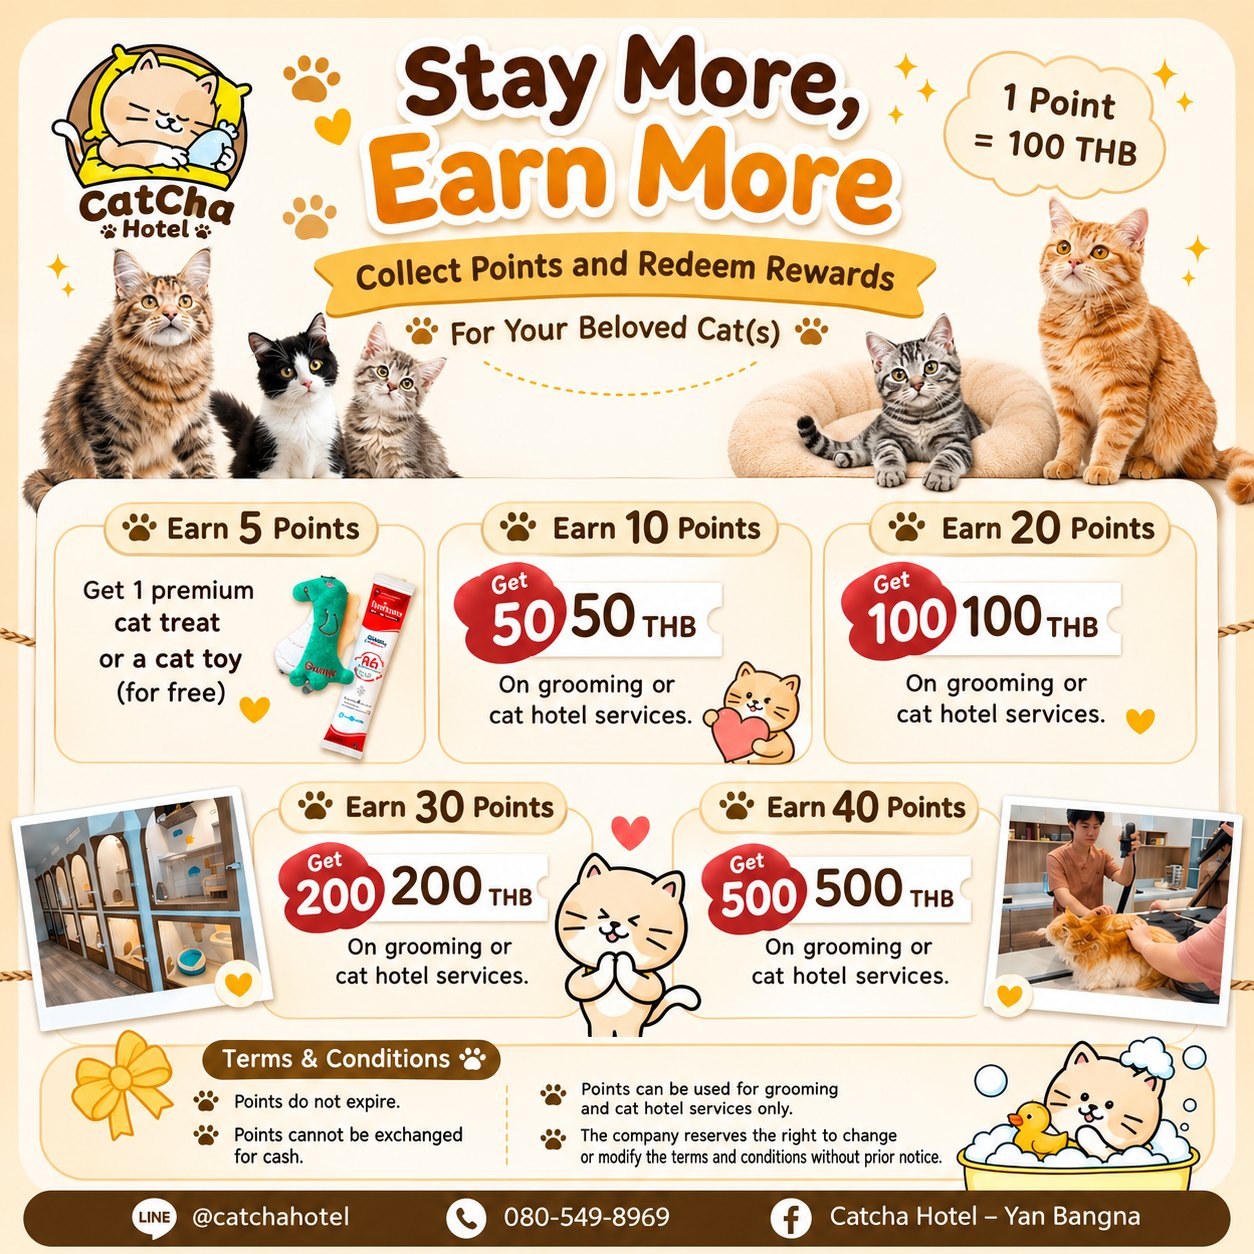 CatCha
Hotel
Stay More,
Earn More
Collect Points and Redeem Rewards
For Your Beloved Cat(s)
1 Point
= 100 THB
Earn 5 Points
Get 1 premium
cat treat
or a cat toy
(for free)
Earn 10 Points
Get
50
50 THB
On grooming or
cat hotel services.
Earn 20 Points
Get
100
100 THB
On grooming or
cat hotel services.
Earn 30 Points
Get
200
200 THB
On grooming or
cat hotel services.
Earn 40 Points
Get
500
500 THB
On grooming or
cat hotel services.
Terms & Conditions
Points do not expire.
Points cannot be exchanged
for cash.
Points can be used for grooming
and cat hotel services only.
The company reserves the right to change
or modify the terms and conditions without prior notice.
LINE
@catchahotel
080-549-8969
Catcha Hotel – Yan Bangna